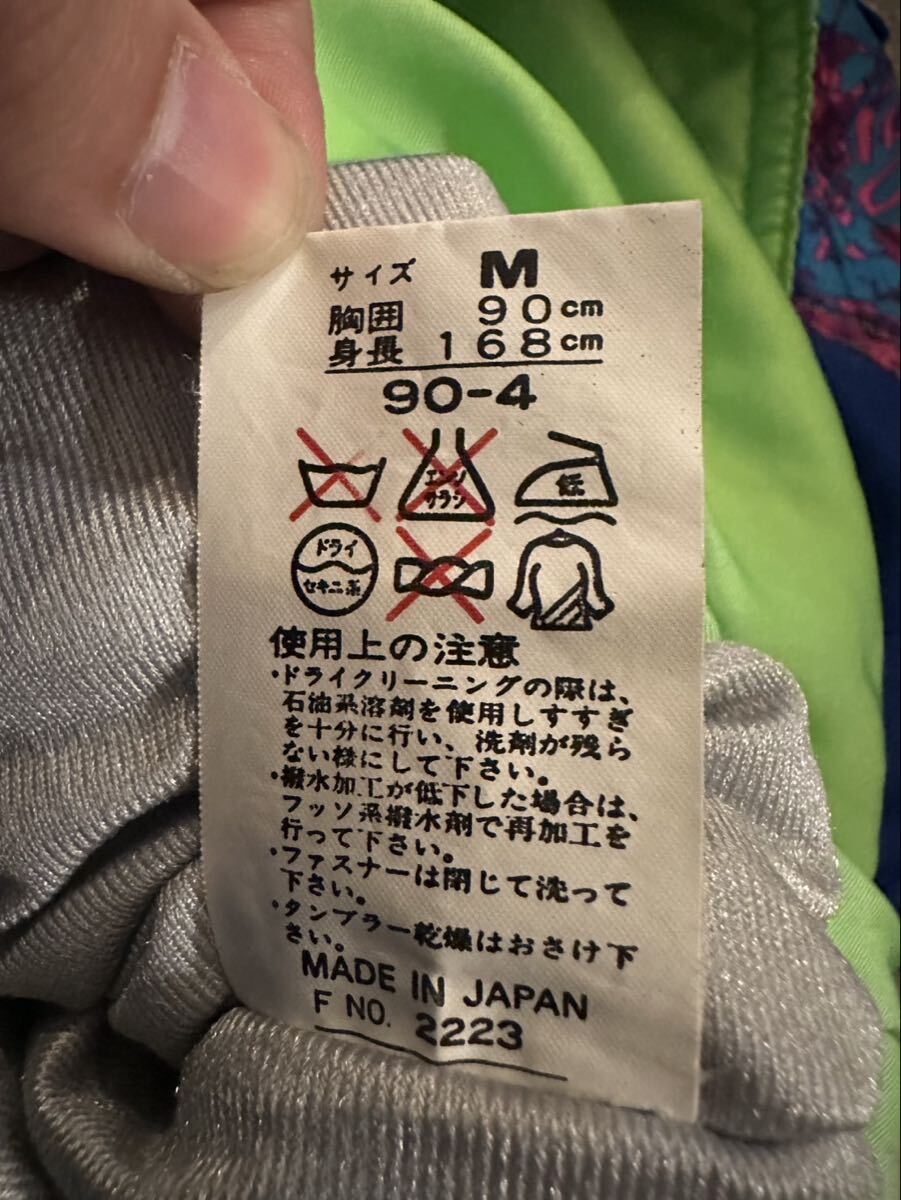 サイズ M
胸囲 90cm
身長 168cm
90-4
エンソ
サラシ
低
ドライ
セキユ系
使用上の注意
・ドライクリーニングの際は、
石油系溶剤を使用しすすぎ
を十分に行い、洗剤が残ら
ない様にして下さい。
・撥水加工が低下した場合は、
フッソ系撥水剤で再加工を
行って下さい。
・ファスナーは閉じて洗って
下さい。
・タンブラー乾燥はおさけ下
さい。
MADE IN JAPAN
F NO. 2223